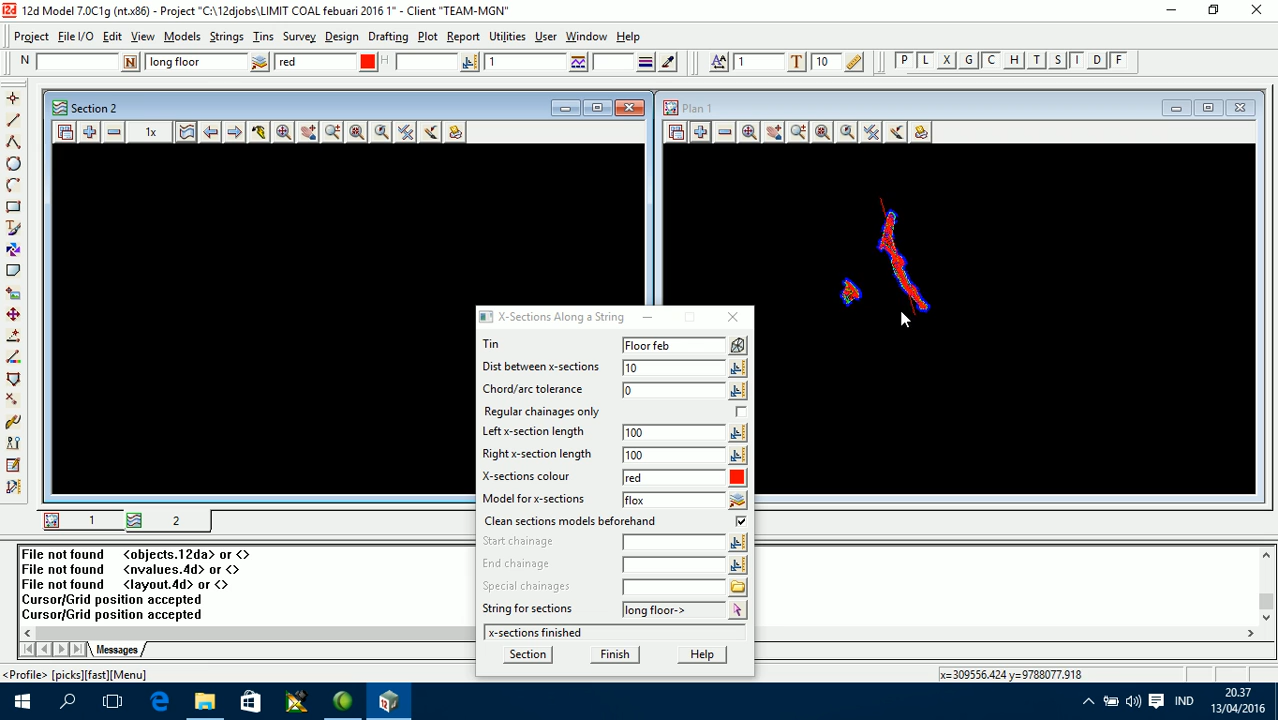 12d Model 7.0C1g (nt.x86) - Project "C:\12djobs\LIMIT COAL febuari 2016 1" - Client "TEAM-MGN"
Project File I/O Edit View Models Strings Tins Survey Design Drafting Plot Report Utilities User Window Help
N long floor red H 1 1 T 10 P L X G C H T S I D F
Section 2
Plan 1
1x
X-Sections Along a String
Tin Floor feb
Dist between x-sections 10
Chord/arc tolerance 0
Regular chainages only
Left x-section length 100
Right x-section length 100
X-sections colour red
Model for x-sections flox
Clean sections models beforehand
Start chainage
End chainage
Special chainages
String for sections long floor->
x-sections finished
Section Finish Help
1 2
File not found <objects.12da> or <>
File not found <nvalues.4d> or <>
File not found <layout.4d> or <>
Cursor/Grid position accepted
Cursor/Grid position accepted
Messages
<Profile> [picks][fast][Menu]
x=309556.424 y=9788077.918
IND
20.37
13/04/2016